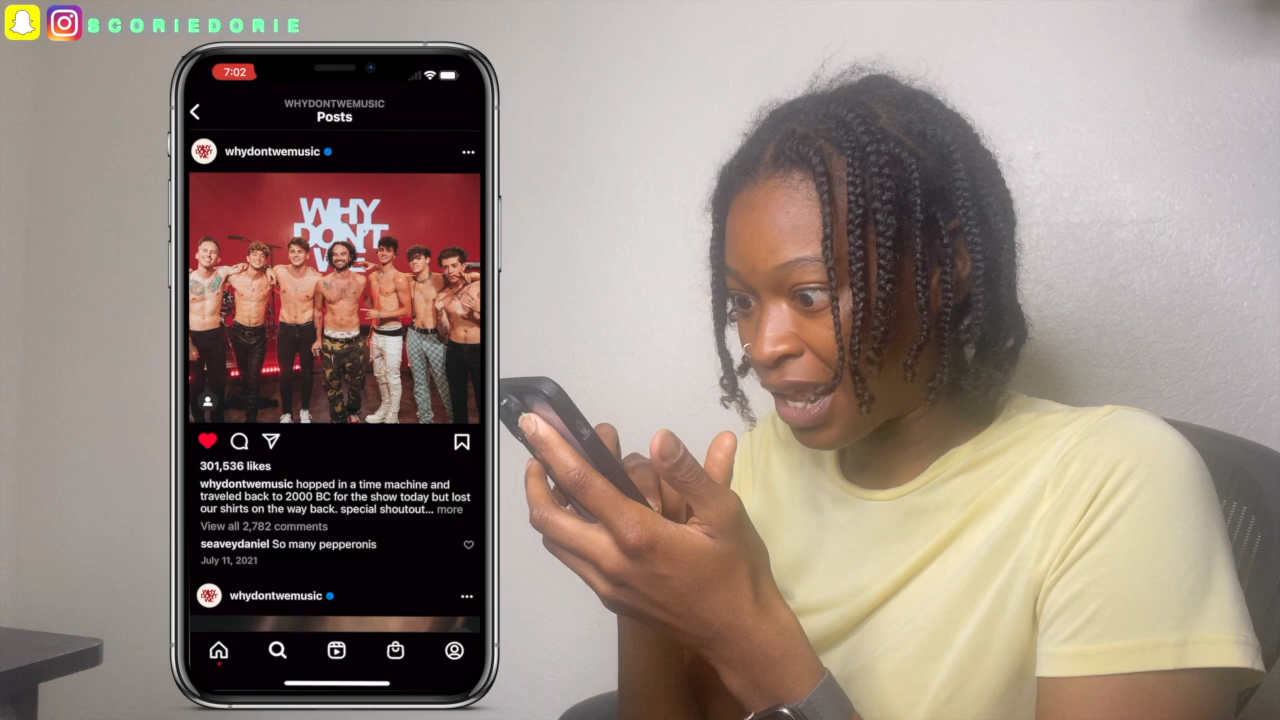 SCORIEDORIE
7:02
WHYDONTWEMUSIC
Posts
whydontwemusic
WHY
DON'T
WE
301,536 likes
whydontwemusic hopped in a time machine and
traveled back to 2000 BC for the show today but lost
our shirts on the way back. special shoutout... more
View all 2,782 comments
seaveydaniel So many pepperonis
July 11, 2021
whydontwemusic